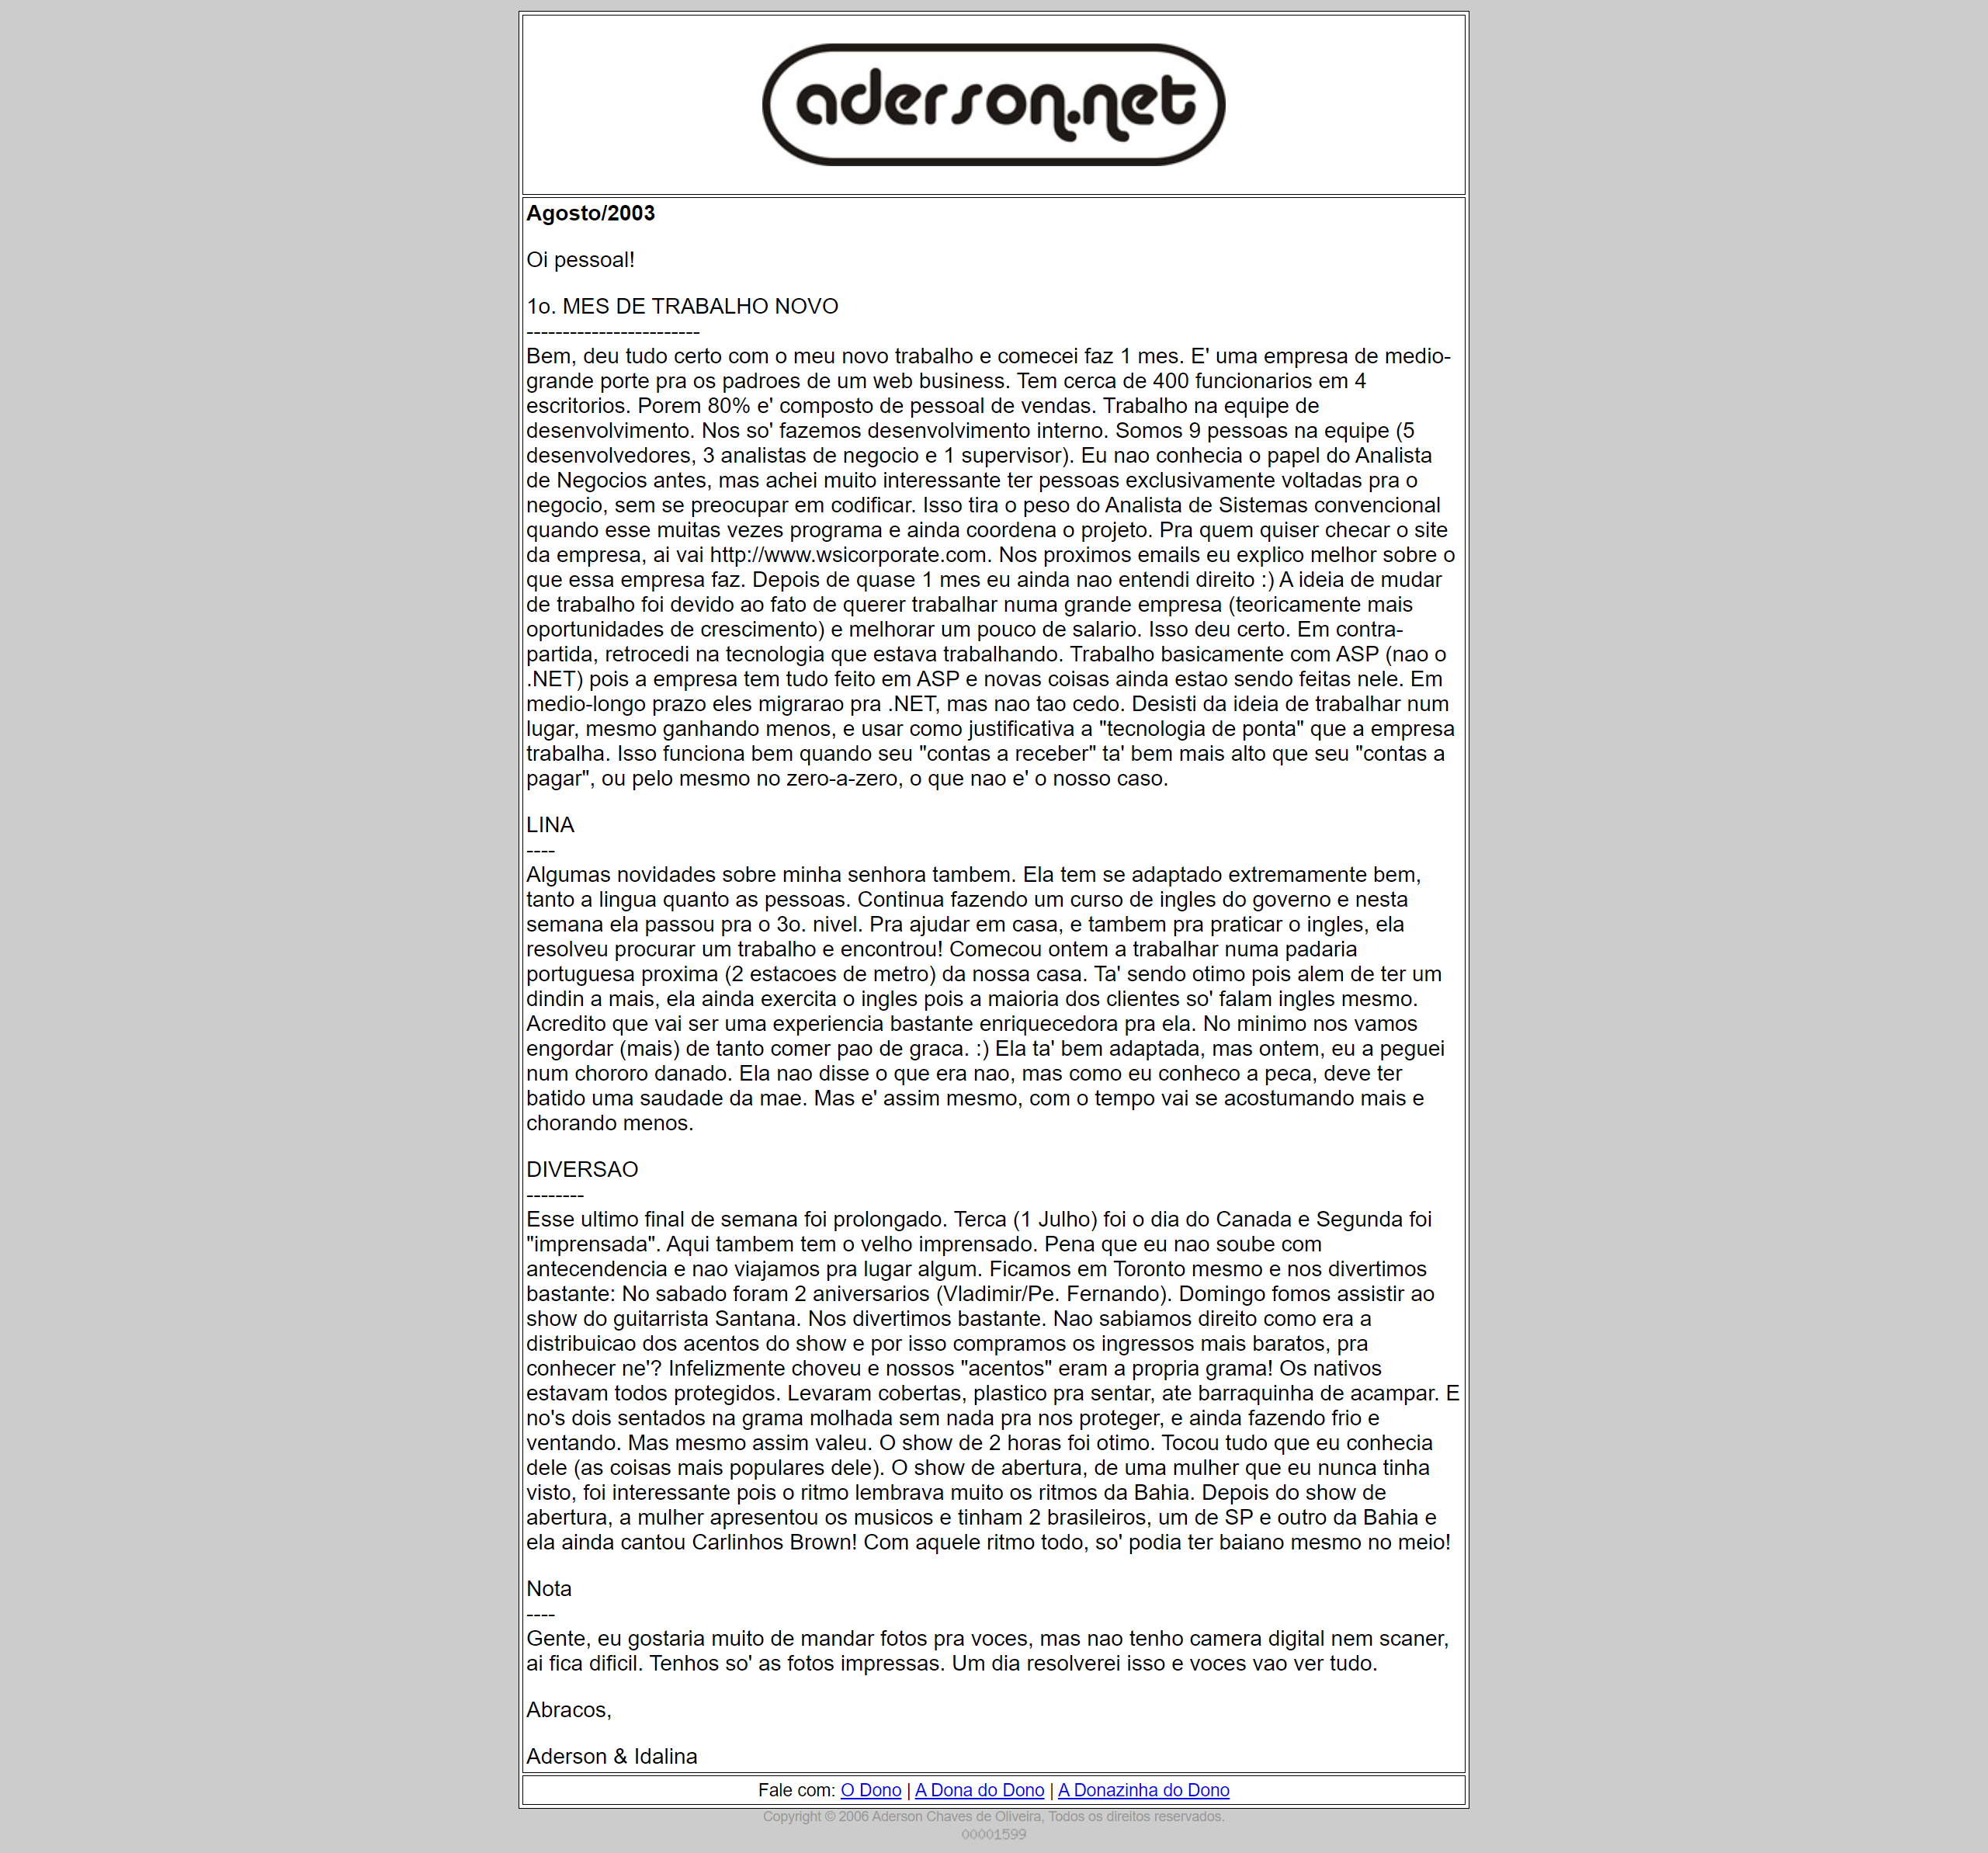 aderson.net
Agosto/2003
Oi pessoal!
1o. MES DE TRABALHO NOVO
------------------------
Bem, deu tudo certo com o meu novo trabalho e comecei faz 1 mes. E' uma empresa de medio-
grande porte pra os padroes de um web business. Tem cerca de 400 funcionarios em 4
escritorios. Porem 80% e' composto de pessoal de vendas. Trabalho na equipe de
desenvolvimento. Nos so' fazemos desenvolvimento interno. Somos 9 pessoas na equipe (5
desenvolvedores, 3 analistas de negocio e 1 supervisor). Eu nao conhecia o papel do Analista
de Negocios antes, mas achei muito interessante ter pessoas exclusivamente voltadas pra o
negocio, sem se preocupar em codificar. Isso tira o peso do Analista de Sistemas convencional
quando esse muitas vezes programa e ainda coordena o projeto. Pra quem quiser checar o site
da empresa, ai vai http://www.wsicorporate.com. Nos proximos emails eu explico melhor sobre o
que essa empresa faz. Depois de quase 1 mes eu ainda nao entendi direito :) A ideia de mudar
de trabalho foi devido ao fato de querer trabalhar numa grande empresa (teoricamente mais
oportunidades de crescimento) e melhorar um pouco de salario. Isso deu certo. Em contra-
partida, retrocedi na tecnologia que estava trabalhando. Trabalho basicamente com ASP (nao o
.NET) pois a empresa tem tudo feito em ASP e novas coisas ainda estao sendo feitas nele. Em
medio-longo prazo eles migrarao pra .NET, mas nao tao cedo. Desisti da ideia de trabalhar num
lugar, mesmo ganhando menos, e usar como justificativa a "tecnologia de ponta" que a empresa
trabalha. Isso funciona bem quando seu "contas a receber" ta' bem mais alto que seu "contas a
pagar", ou pelo mesmo no zero-a-zero, o que nao e' o nosso caso.
LINA
----
Algumas novidades sobre minha senhora tambem. Ela tem se adaptado extremamente bem,
tanto a lingua quanto as pessoas. Continua fazendo um curso de ingles do governo e nesta
semana ela passou pra o 3o. nivel. Pra ajudar em casa, e tambem pra praticar o ingles, ela
resolveu procurar um trabalho e encontrou! Comecou ontem a trabalhar numa padaria
portuguesa proxima (2 estacoes de metro) da nossa casa. Ta' sendo otimo pois alem de ter um
dindin a mais, ela ainda exercita o ingles pois a maioria dos clientes so' falam ingles mesmo.
Acredito que vai ser uma experiencia bastante enriquecedora pra ela. No minimo nos vamos
engordar (mais) de tanto comer pao de graca. :) Ela ta' bem adaptada, mas ontem, eu a peguei
num chororo danado. Ela nao disse o que era nao, mas como eu conheco a peca, deve ter
batido uma saudade da mae. Mas e' assim mesmo, com o tempo vai se acostumando mais e
chorando menos.
DIVERSAO
--------
Esse ultimo final de semana foi prolongado. Terca (1 Julho) foi o dia do Canada e Segunda foi
"imprensada". Aqui tambem tem o velho imprensado. Pena que eu nao soube com
antecendencia e nao viajamos pra lugar algum. Ficamos em Toronto mesmo e nos divertimos
bastante: No sabado foram 2 aniversarios (Vladimir/Pe. Fernando). Domingo fomos assistir ao
show do guitarrista Santana. Nos divertimos bastante. Nao sabiamos direito como era a
distribuicao dos acentos do show e por isso compramos os ingressos mais baratos, pra
conhecer ne'? Infelizmente choveu e nossos "acentos" eram a propria grama! Os nativos
estavam todos protegidos. Levaram cobertas, plastico pra sentar, ate barraquinha de acampar. E
no's dois sentados na grama molhada sem nada pra nos proteger, e ainda fazendo frio e
ventando. Mas mesmo assim valeu. O show de 2 horas foi otimo. Tocou tudo que eu conhecia
dele (as coisas mais populares dele). O show de abertura, de uma mulher que eu nunca tinha
visto, foi interessante pois o ritmo lembrava muito os ritmos da Bahia. Depois do show de
abertura, a mulher apresentou os musicos e tinham 2 brasileiros, um de SP e outro da Bahia e
ela ainda cantou Carlinhos Brown! Com aquele ritmo todo, so' podia ter baiano mesmo no meio!
Nota
----
Gente, eu gostaria muito de mandar fotos pra voces, mas nao tenho camera digital nem scaner,
ai fica dificil. Tenhos so' as fotos impressas. Um dia resolverei isso e voces vao ver tudo.
Abracos,
Aderson & Idalina
Fale com: O Dono | A Dona do Dono | A Donazinha do Dono
Copyright © 2006 Aderson Chaves de Oliveira, Todos os direitos reservados.
00001599